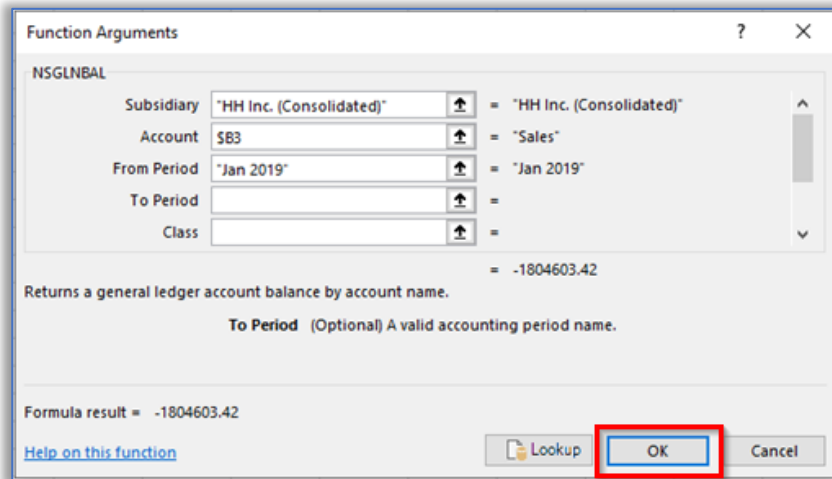 Function Arguments ? ×
NSGLNBAL
Subsidiary "HH Inc. (Consolidated)" = "HH Inc. (Consolidated)"
Account $B3 = "Sales"
From Period "Jan 2019" = "Jan 2019"
To Period =
Class =
= -1804603.42
Returns a general ledger account balance by account name.
To Period (Optional) A valid accounting period name.
Formula result = -1804603.42
Help on this function Lookup OK Cancel